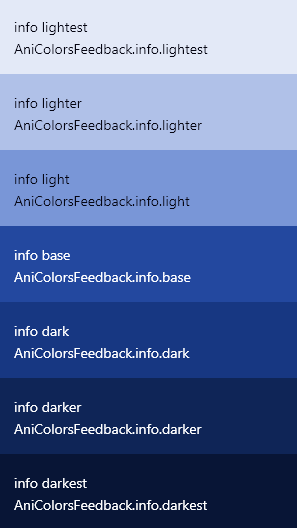 info lightest
AniColorsFeedback.info.lightest
info lighter
AniColorsFeedback.info.lighter
info light
AniColorsFeedback.info.light
info base
AniColorsFeedback.info.base
info dark
AniColorsFeedback.info.dark
info darker
AniColorsFeedback.info.darker
info darkest
AniColorsFeedback.info.darkest